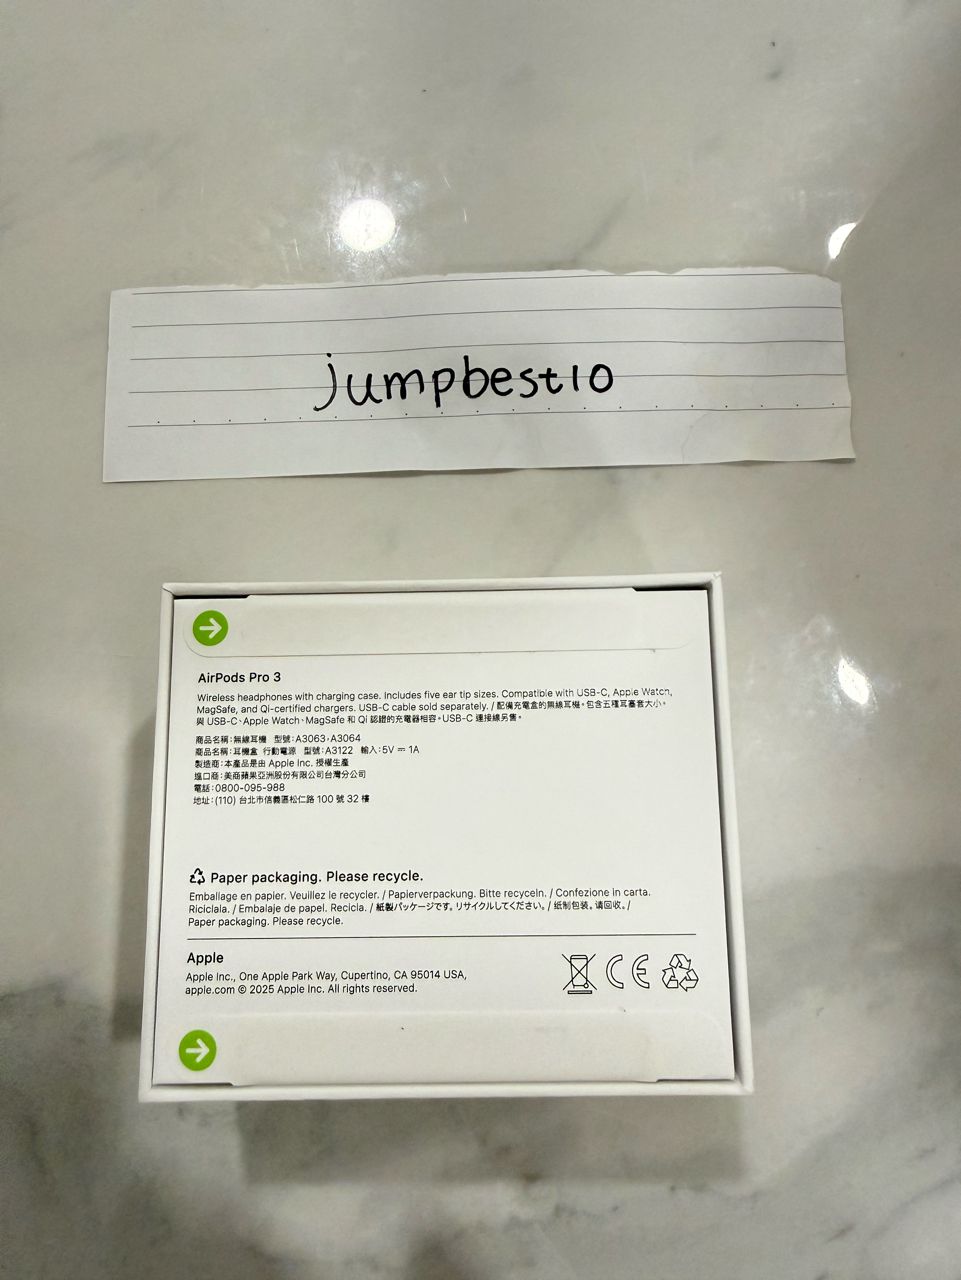 jumpbest10
AirPods Pro 3
Wireless headphones with charging case. Includes five ear tip sizes. Compatible with USB-C, Apple Watch,
MagSafe, and Qi-certified chargers. USB-C cable sold separately. / 配備充電盒的無線耳機。包含五種耳塞大小。
與 USB-C、Apple Watch、MagSafe 和 Qi 認證的充電器相容。USB-C 連接線另售。
商品名稱：無線耳機 型號：A3063，A3064
商品名稱：耳機盒 行動電源 型號：A3122 輸入：5V ⎓ 1A
製造商：本產品是由 Apple Inc. 授權生產
進口商：美商蘋果亞洲股份有限公司台灣分公司
電話：0800-095-988
地址：(110) 台北市信義區松仁路 100 號 32 樓
Paper packaging. Please recycle.
Emballage en papier. Veuillez le recycler. / Papierverpackung. Bitte recyceln. / Confezione in carta.
Riciclala. / Embalaje de papel. Recicla. / 紙製パッケージです。リサイクルしてください。/ 纸制包装。请回收。/
Paper packaging. Please recycle.
Apple
Apple Inc., One Apple Park Way, Cupertino, CA 95014 USA,
apple.com © 2025 Apple Inc. All rights reserved.
CE